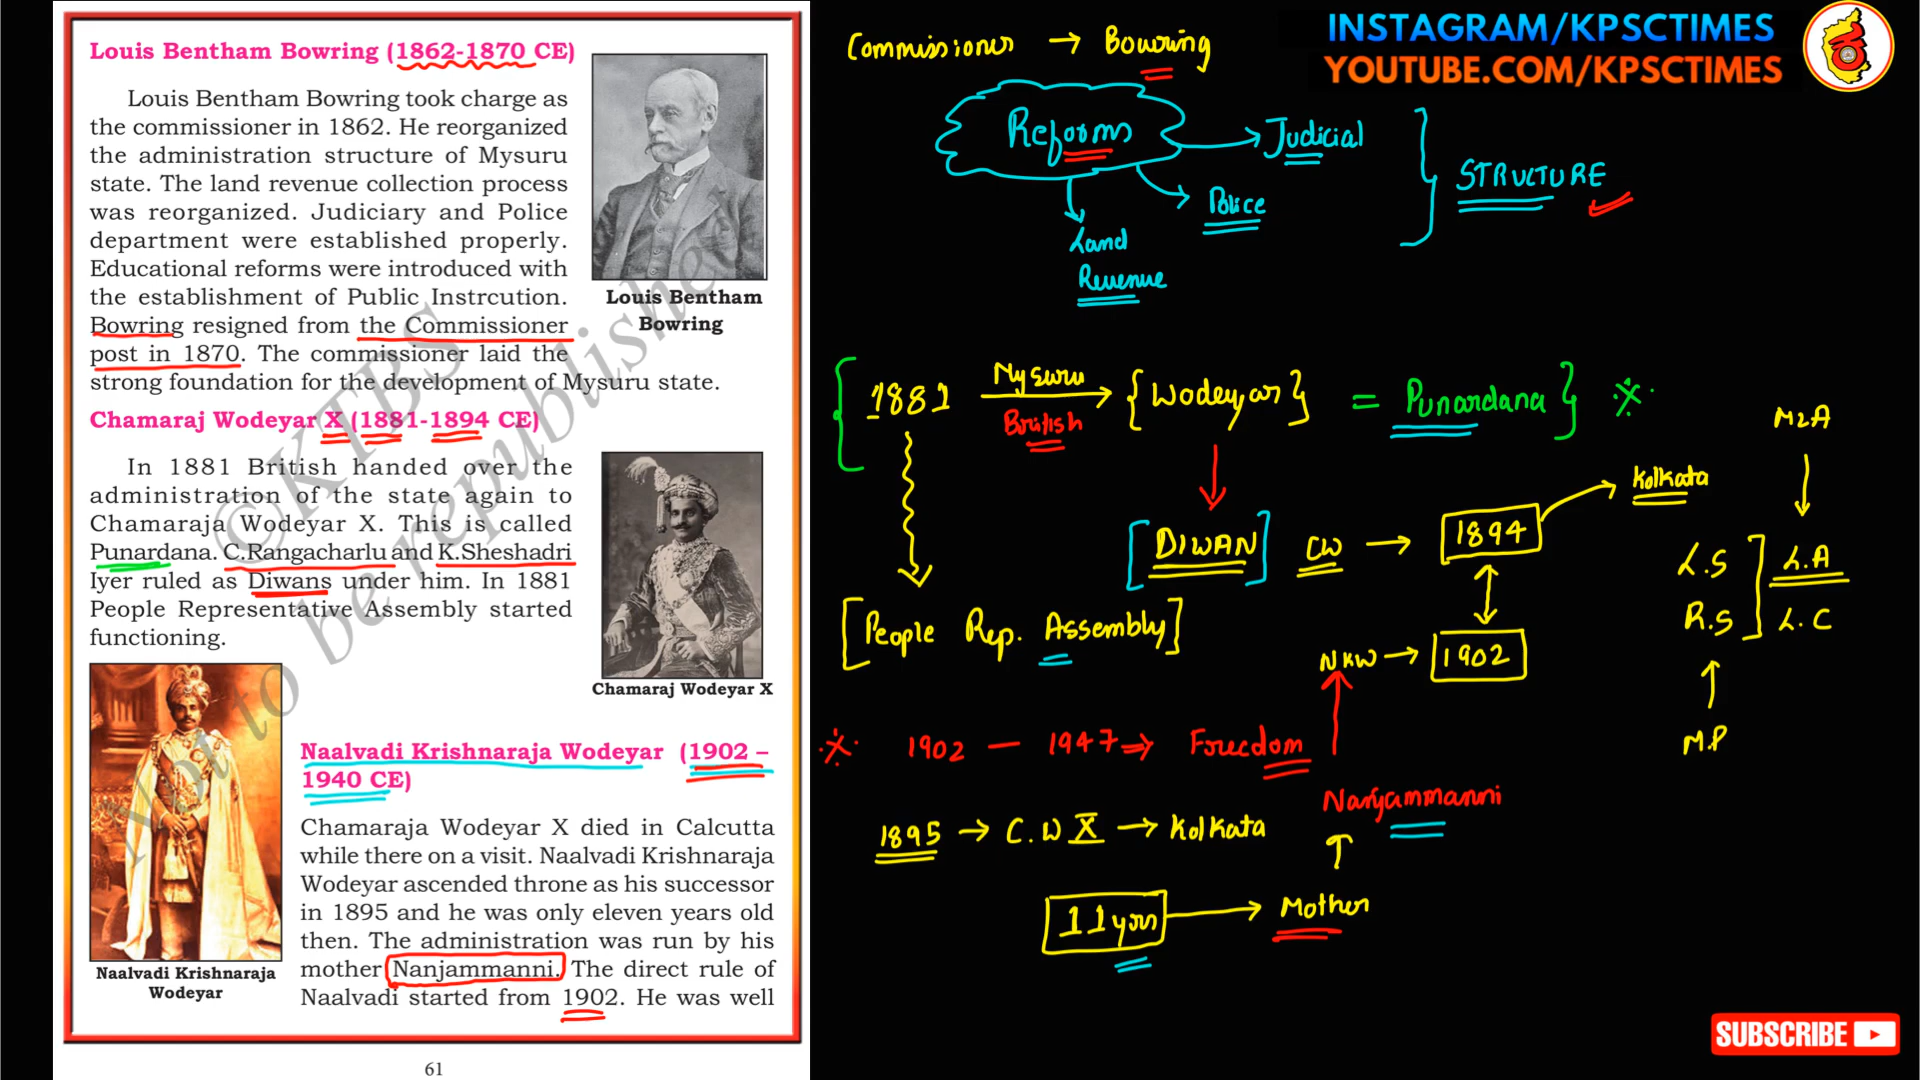 Louis Bentham Bowring (1862-1870 CE)
Louis Bentham Bowring took charge as
the commissioner in 1862. He reorganized
the administration structure of Mysuru
state. The land revenue collection process
was reorganized. Judiciary and Police
department were established properly.
Educational reforms were introduced with
the establishment of Public Instrcution.
Bowring resigned from the Commissioner
post in 1870. The commissioner laid the
strong foundation for the development of Mysuru state.
Louis Bentham
Bowring
Chamaraj Wodeyar X (1881-1894 CE)
In 1881 British handed over the
administration of the state again to
Chamaraja Wodeyar X. This is called
Punardana. C.Rangacharlu and K.Sheshadri
Iyer ruled as Diwans under him. In 1881
People Representative Assembly started
functioning.
Chamaraj Wodeyar X
Naalvadi Krishnaraja
Wodeyar
Naalvadi Krishnaraja Wodeyar (1902 –
1940 CE)
Chamaraja Wodeyar X died in Calcutta
while there on a visit. Naalvadi Krishnaraja
Wodeyar ascended throne as his successor
in 1895 and he was only eleven years old
then. The administration was run by his
mother Nanjammanni. The direct rule of
Naalvadi started from 1902. He was well
61
©KTBS
Not to be republished
INSTAGRAM/KPSCTIMES
YOUTUBE.COM/KPSCTIMES
Commissioner → Bowring
Reforms → Judicial
Police
Land
Revenue
STRUCTURE
1881 Mysuru British → {Wodeyar} = Punardana
[DIWAN] CW → 1894 → Kolkata
MLA
L.S L.A
R.S L.C
M.P
[People Rep. Assembly]
NKW → 1902
1902 – 1947 ⇒ Freedom
Nanjammanni
1895 → C.W X → Kolkata
11 years → Mother
SUBSCRIBE